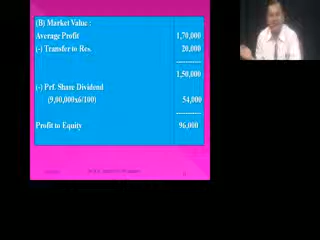 (B) Market Value :
Average Profit 1,70,000
(-) Transfer to Res. 20,000
1,50,000
(-) Prf. Share Dividend
(9,00,000x6/100) 54,000
Profit to Equity 96,000